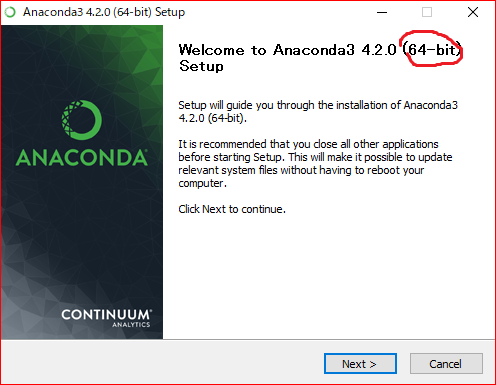 Anaconda3 4.2.0 (64-bit) Setup
Welcome to Anaconda3 4.2.0 (64-bit)
Setup
Setup will guide you through the installation of Anaconda3
4.2.0 (64-bit).
It is recommended that you close all other applications
before starting Setup. This will make it possible to update
relevant system files without having to reboot your
computer.
Click Next to continue.
ANACONDA
CONTINUUM®
ANALYTICS
Next >
Cancel